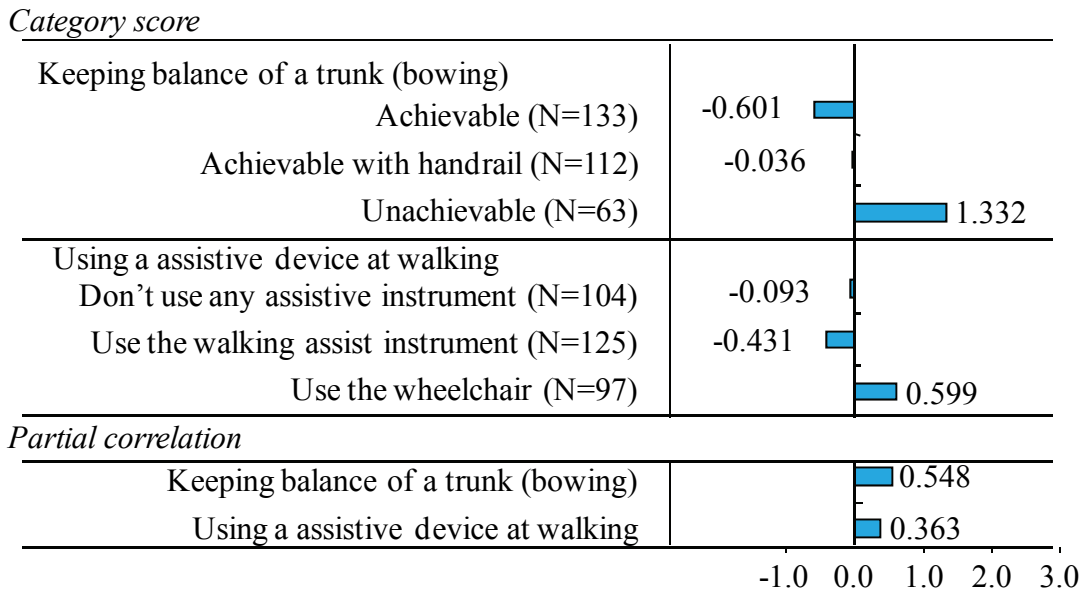 Category score
Keeping balance of a trunk (bowing)
Achievable (N=133) -0.601
Achievable with handrail (N=112) -0.036
Unachievable (N=63) 1.332
Using a assistive device at walking
Don’t use any assistive instrument (N=104) -0.093
Use the walking assist instrument (N=125) -0.431
Use the wheelchair (N=97) 0.599
Partial correlation
Keeping balance of a trunk (bowing) 0.548
Using a assistive device at walking 0.363
-1.0 0.0 1.0 2.0 3.0